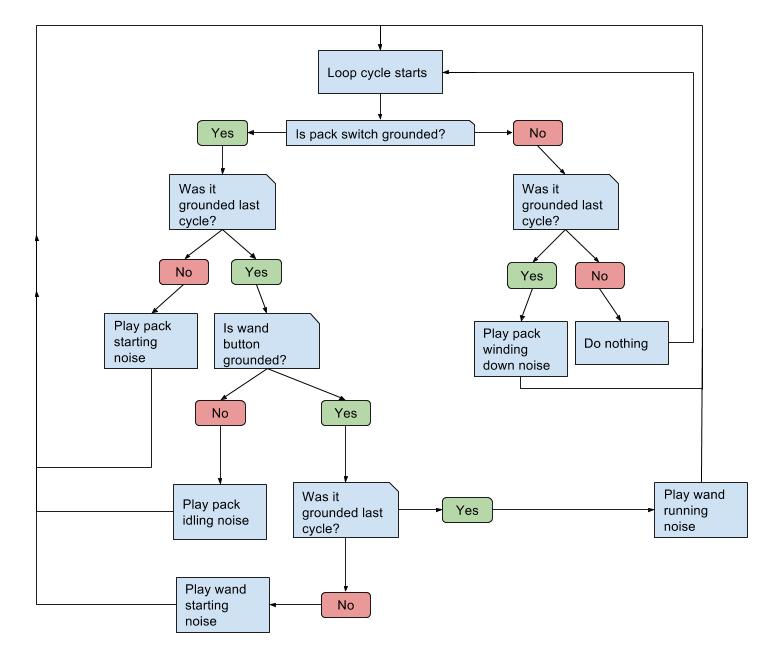 Loop cycle starts
Yes
Is pack switch grounded?
No
Was it
grounded last
cycle?
Was it
grounded last
cycle?
No
Yes
Yes
No
Play pack
starting
noise
Is wand
button
grounded?
Play pack
winding
down noise
Do nothing
No
Yes
Play pack
idling noise
Was it
grounded last
cycle?
Yes
Play wand
running
noise
Play wand
starting
noise
No